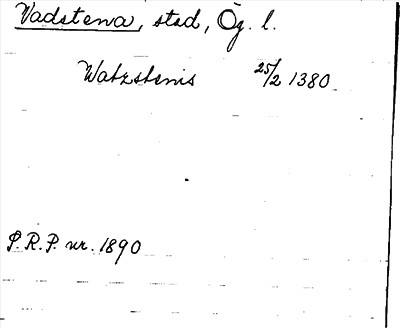 Vadstena, stad, Ög. l.
Watzstenis 25/2 1380
P.R.P. nr. 1890